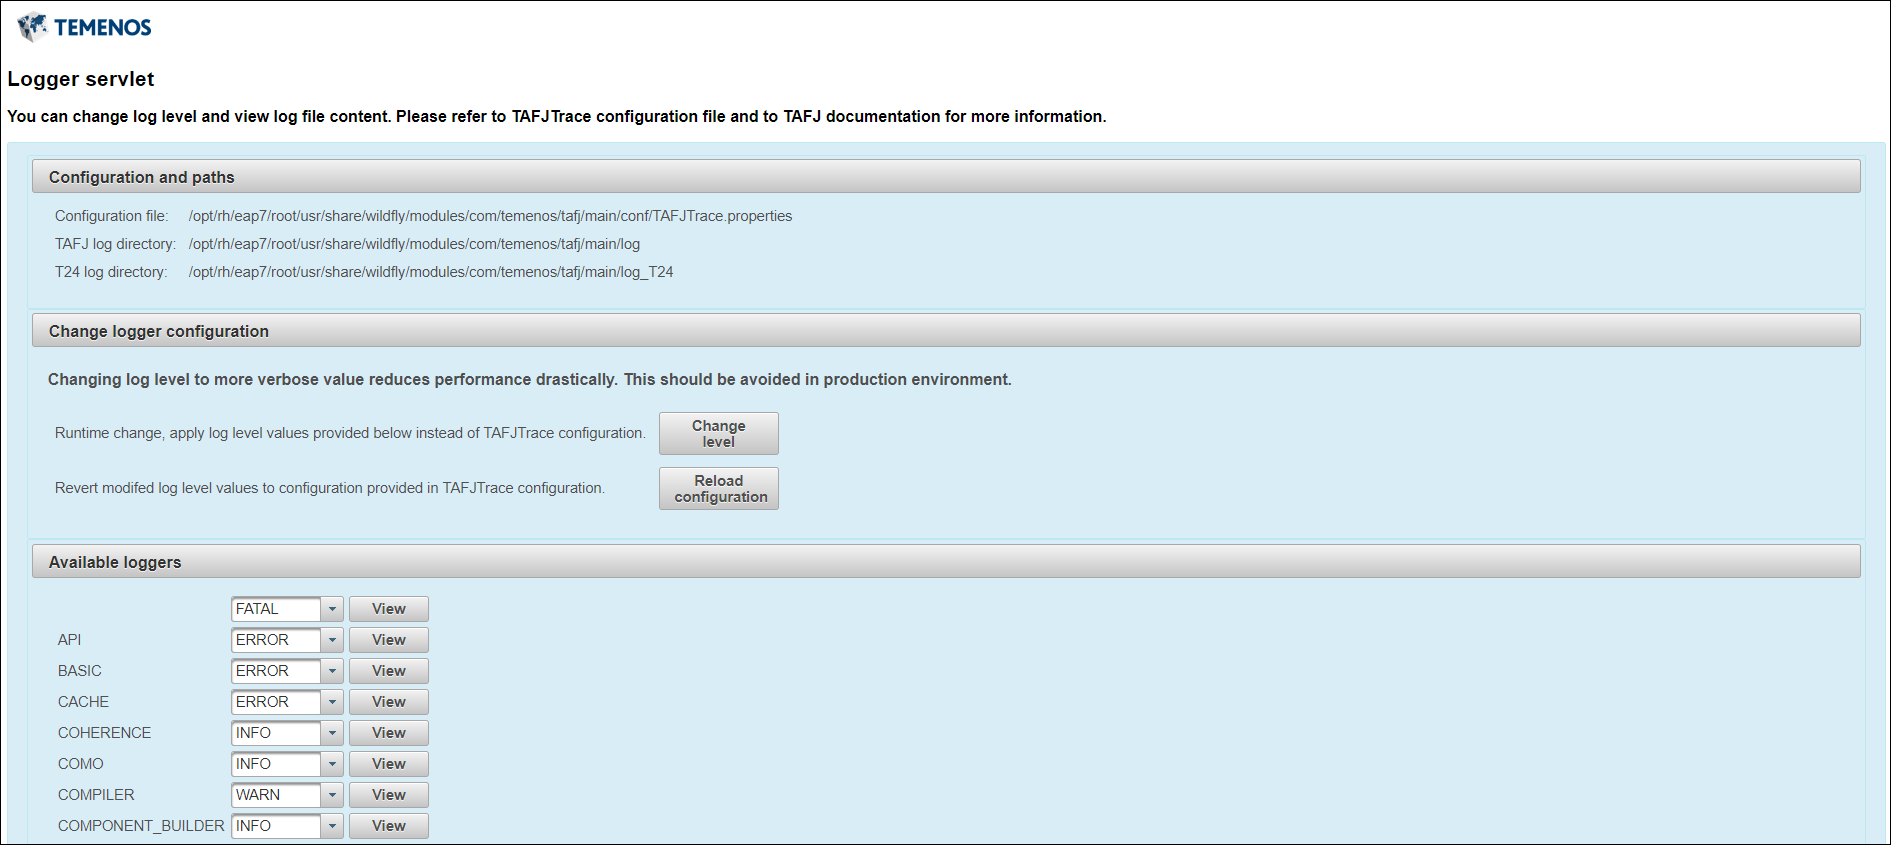 TEMENOS
Logger servlet
You can change log level and view log file content. Please refer to TAFJTrace configuration file and to TAFJ documentation for more information.
Configuration and paths
Configuration file: /opt/rh/eap7/root/usr/share/wildfly/modules/com/temenos/tafj/main/conf/TAFJTrace.properties
TAFJ log directory: /opt/rh/eap7/root/usr/share/wildfly/modules/com/temenos/tafj/main/log
T24 log directory: /opt/rh/eap7/root/usr/share/wildfly/modules/com/temenos/tafj/main/log_T24
Change logger configuration
Changing log level to more verbose value reduces performance drastically. This should be avoided in production environment.
Runtime change, apply log level values provided below instead of TAFJTrace configuration.
Change
level
Revert modifed log level values to configuration provided in TAFJTrace configuration.
Reload
configuration
Available loggers
FATAL View
API ERROR View
BASIC ERROR View
CACHE ERROR View
COHERENCE INFO View
COMO INFO View
COMPILER WARN View
COMPONENT_BUILDER INFO View